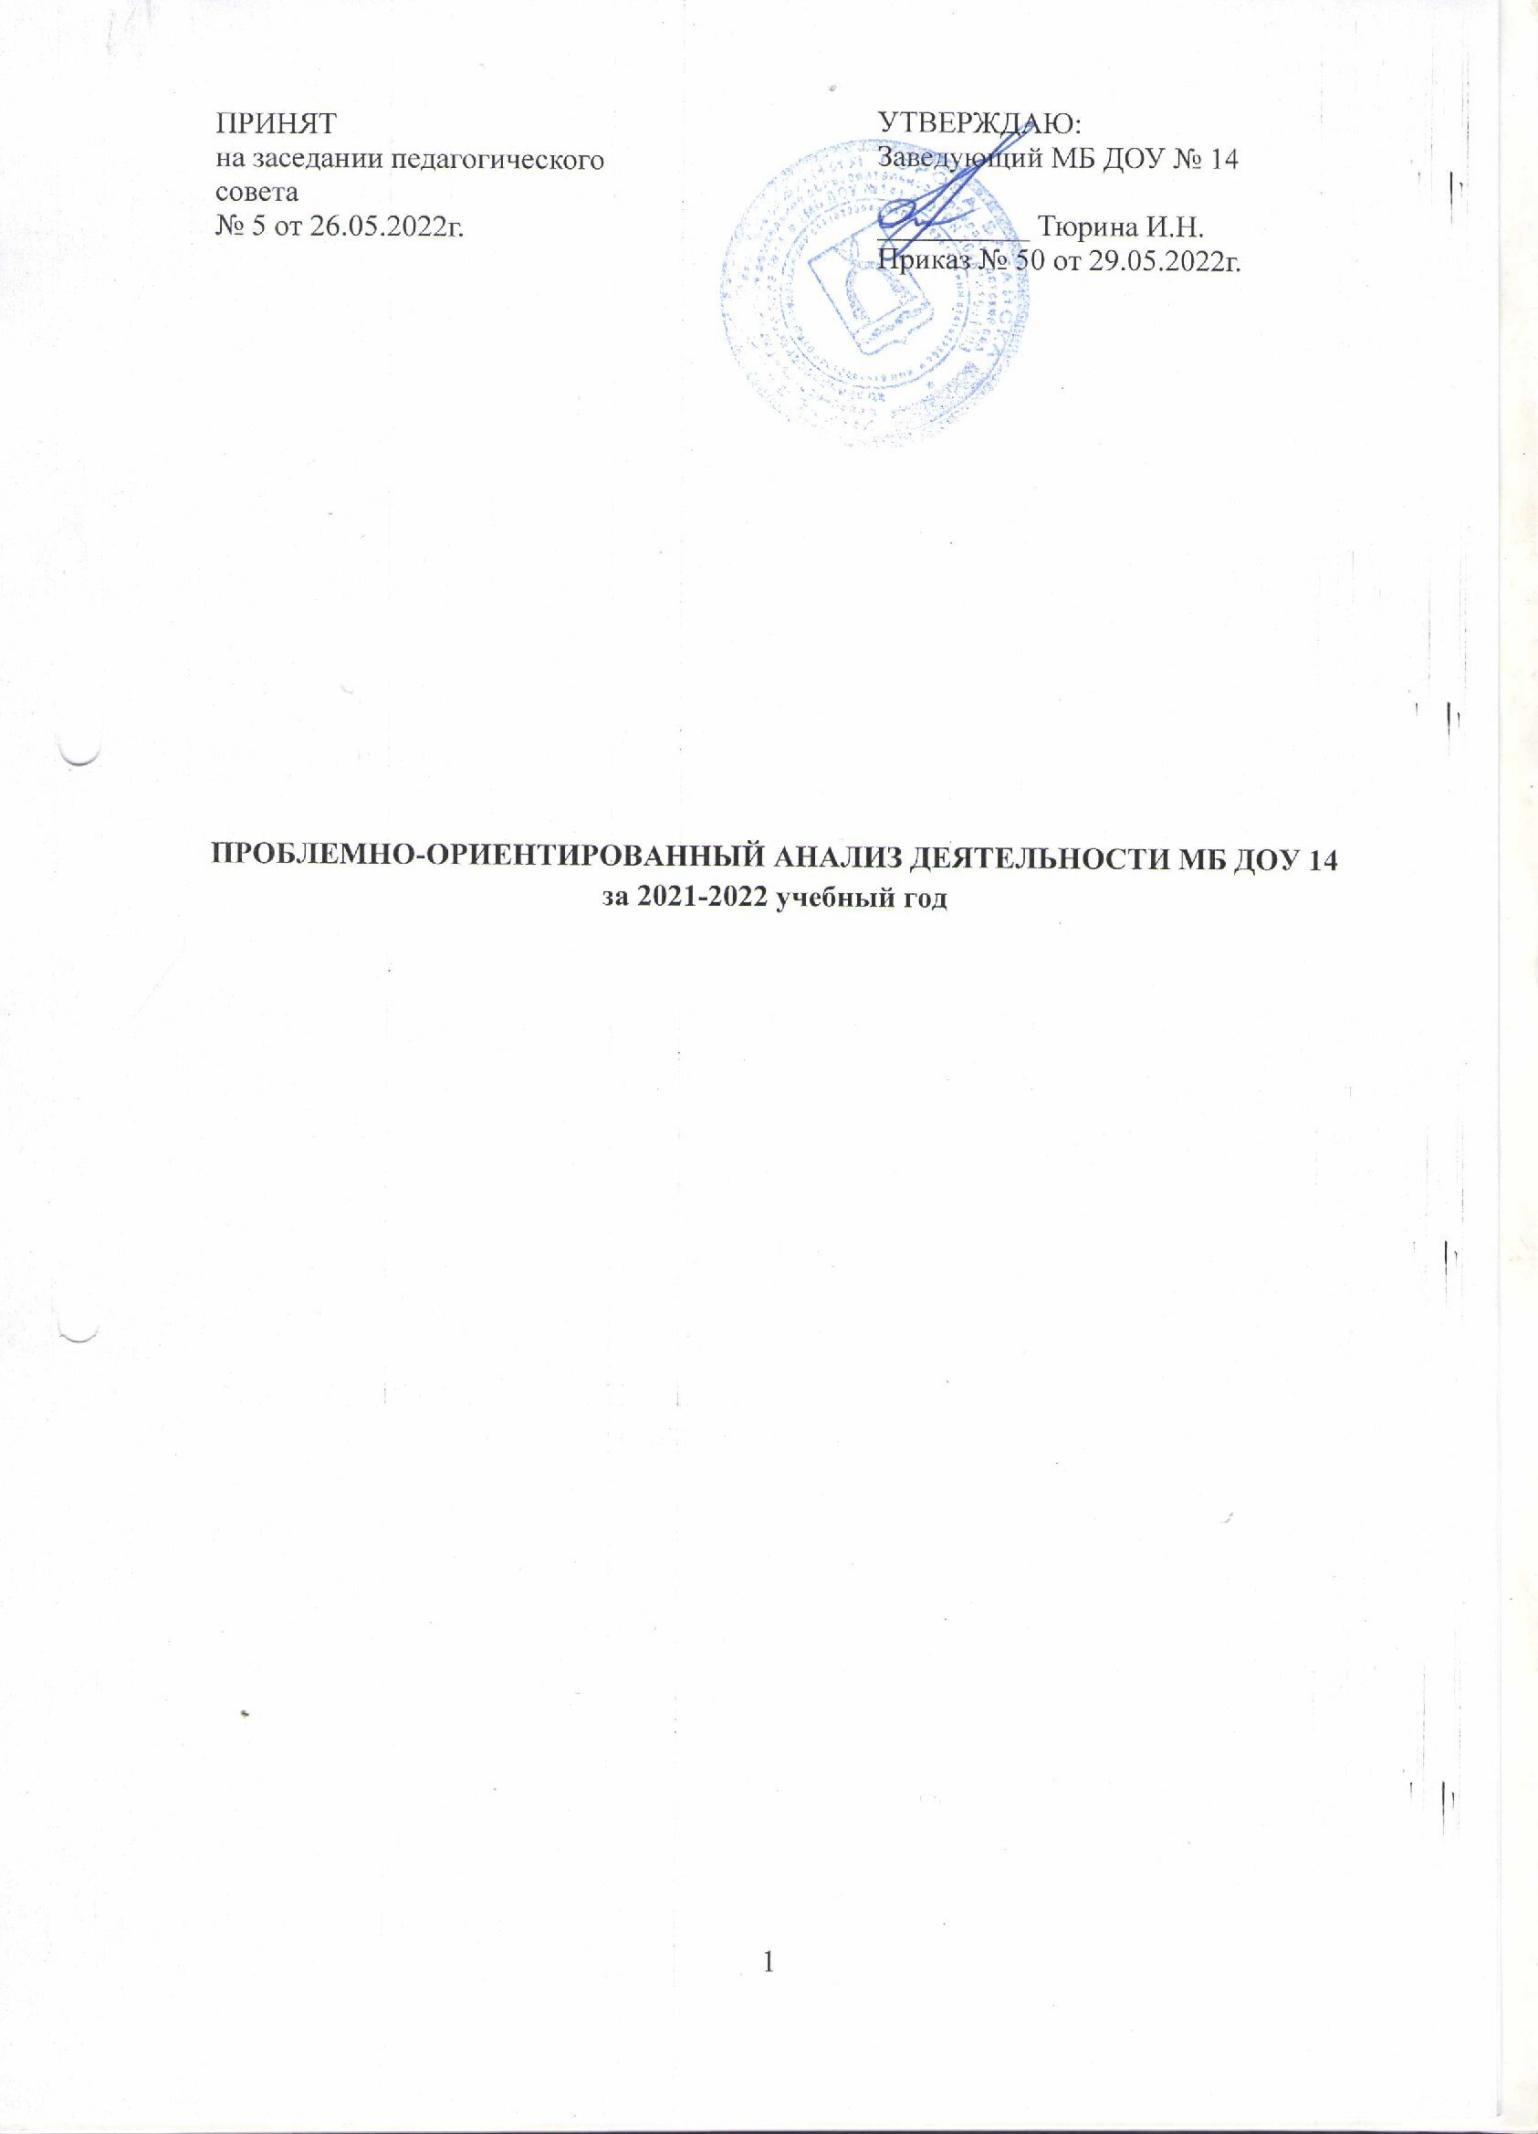 ПРИНЯТ
на заседании педагогического
совета
№ 5 от 26.05.2022г.
УТВЕРЖДАЮ:
Заведующий МБ ДОУ № 14
____________ Тюрина И.Н.
Приказ № 50 от 29.05.2022г.
ПРОБЛЕМНО-ОРИЕНТИРОВАННЫЙ АНАЛИЗ ДЕЯТЕЛЬНОСТИ МБ ДОУ 14
за 2021-2022 учебный год
1